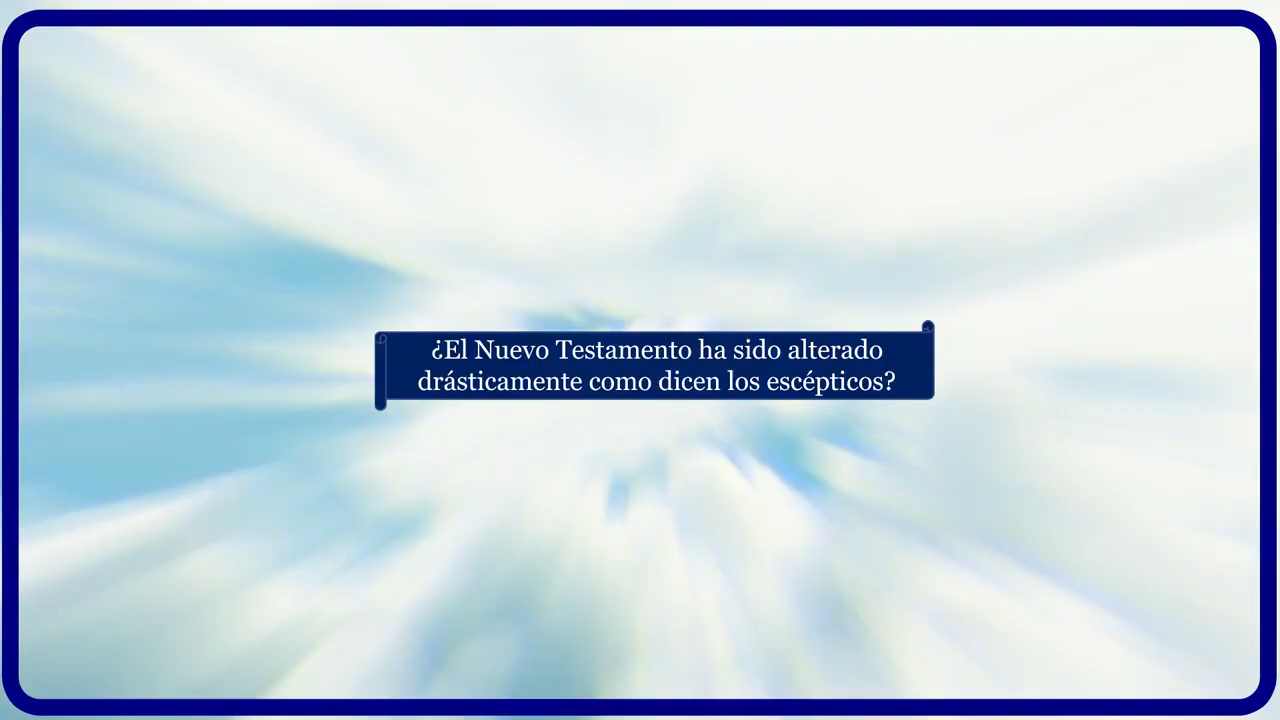 ¿El Nuevo Testamento ha sido alterado
drásticamente como dicen los escépticos?